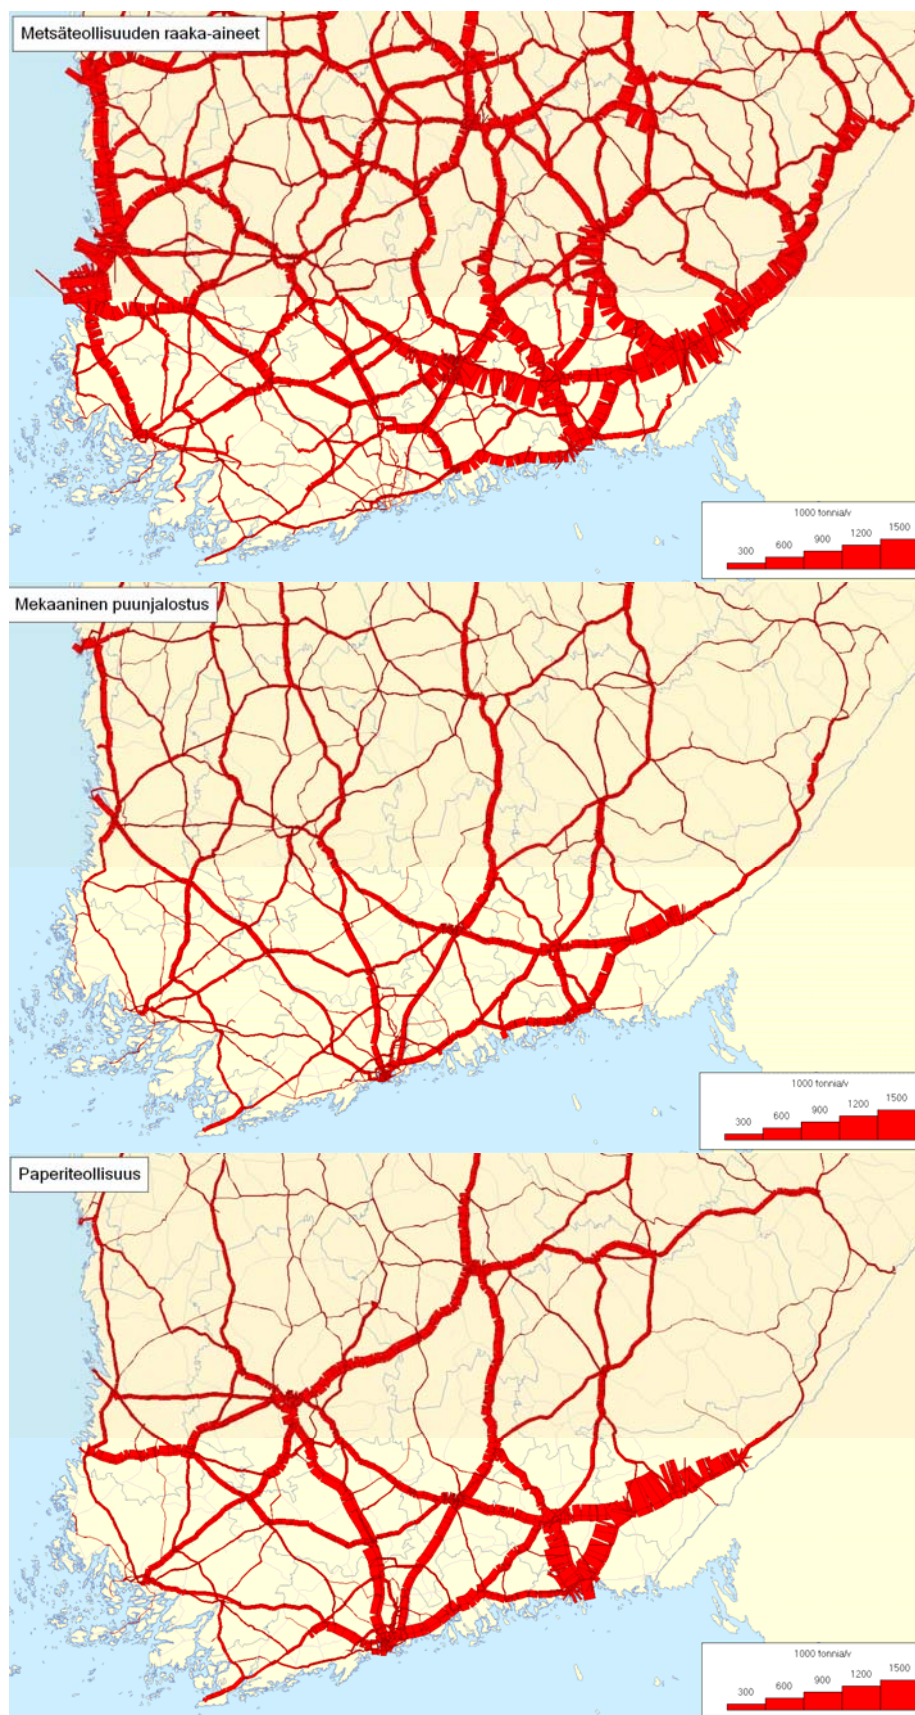 Metsäteollisuuden raaka-aineet
1000 tonnia/v
300 600 900 1200 1500
Mekaaninen puunjalostus
1000 tonnia/v
300 600 900 1200 1500
Paperiteollisuus
1000 tonnia/v
300 600 900 1200 1500